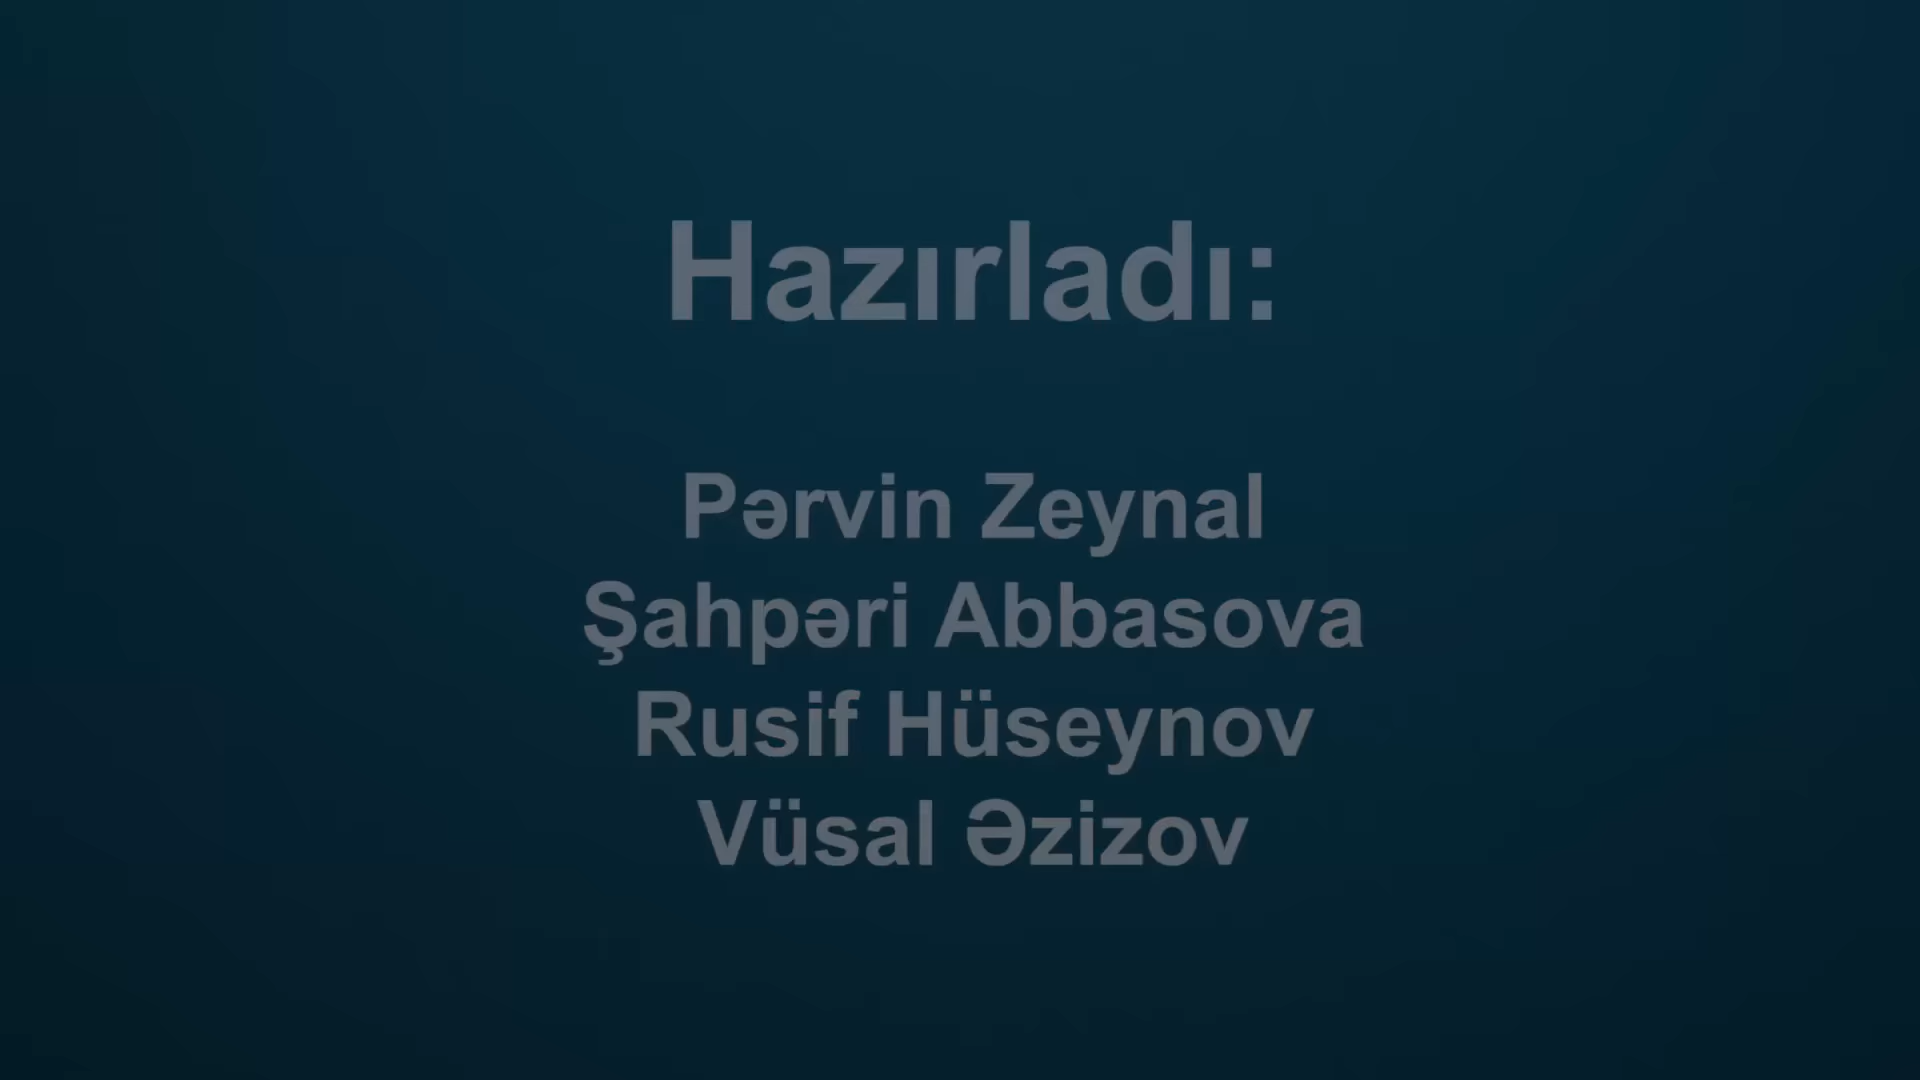 Hazırladı:
Pərvin Zeynal
Şahpəri Abbasova
Rusif Hüseynov
Vüsal Əzizov